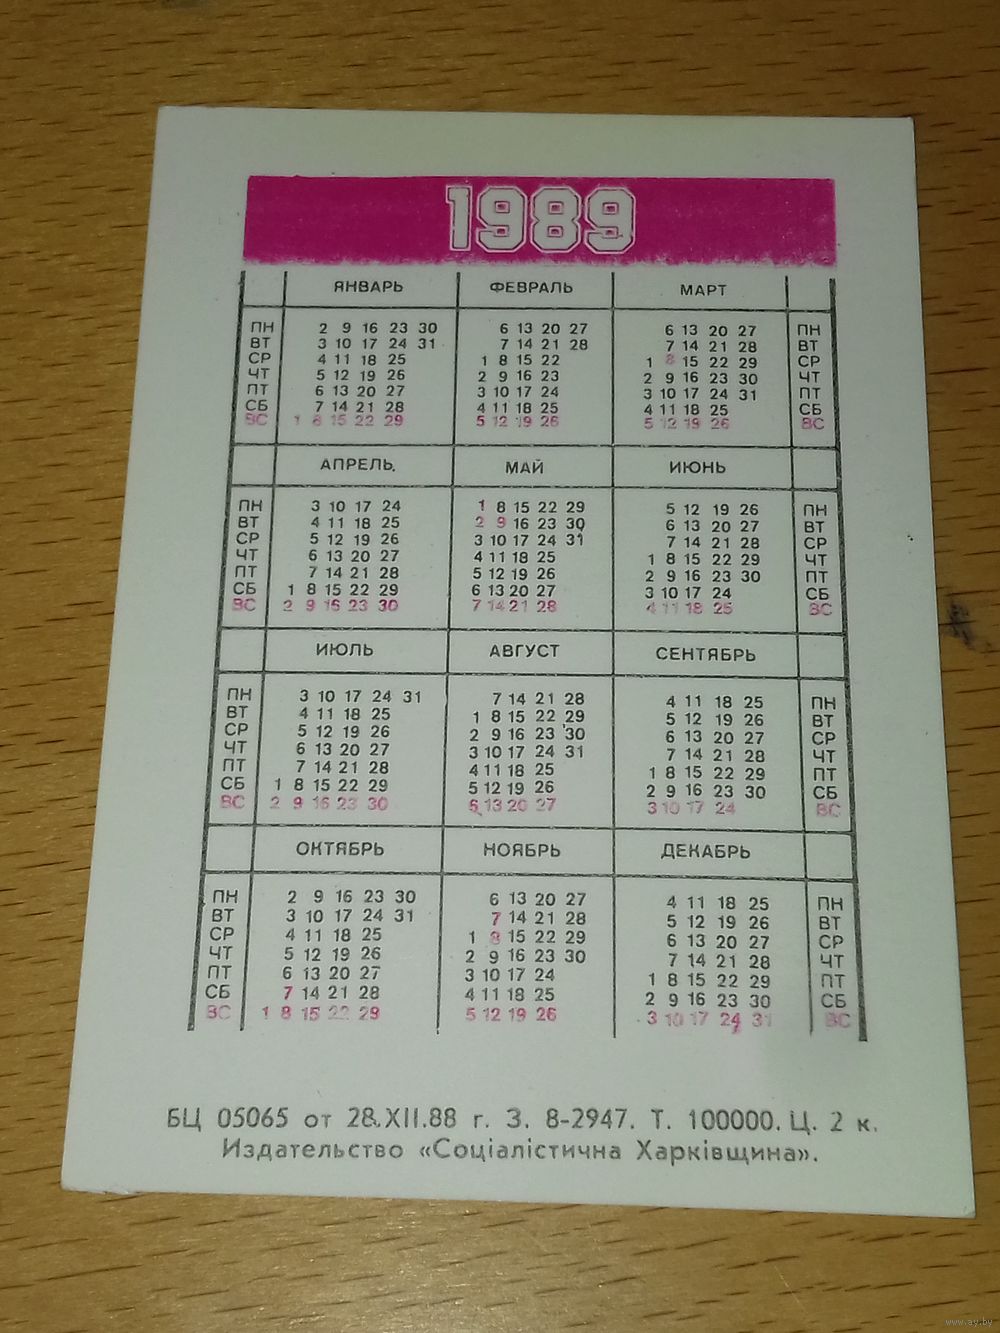 1989
ЯНВАРЬ ФЕВРАЛЬ МАРТ
ПН 2 9 16 23 30 6 13 20 27 6 13 20 27 ПН
ВТ 3 10 17 24 31 7 14 21 28 7 14 21 28 ВТ
СР 4 11 18 25 1 8 15 22 1 8 15 22 29 СР
ЧТ 5 12 19 26 2 9 16 23 2 9 16 23 30 ЧТ
ПТ 6 13 20 27 3 10 17 24 3 10 17 24 31 ПТ
СБ 7 14 21 28 4 11 18 25 4 11 18 25 СБ
ВС 1 8 15 22 29 5 12 19 26 5 12 19 26 ВС
АПРЕЛЬ. МАЙ ИЮНЬ
ПН 3 10 17 24 1 8 15 22 29 5 12 19 26 ПН
ВТ 4 11 18 25 2 9 16 23 30 6 13 20 27 ВТ
СР 5 12 19 26 3 10 17 24 31 7 14 21 28 СР
ЧТ 6 13 20 27 4 11 18 25 1 8 15 22 29 ЧТ
ПТ 7 14 21 28 5 12 19 26 2 9 16 23 30 ПТ
СБ 1 8 15 22 29 6 13 20 27 3 10 17 24 СБ
ВС 2 9 16 23 30 7 14 21 28 4 11 18 25 ВС
ИЮЛЬ АВГУСТ СЕНТЯБРЬ
ПН 3 10 17 24 31 7 14 21 28 4 11 18 25 ПН
ВТ 4 11 18 25 1 8 15 22 29 5 12 19 26 ВТ
СР 5 12 19 26 2 9 16 23 30 6 13 20 27 СР
ЧТ 6 13 20 27 3 10 17 24 31 7 14 21 28 ЧТ
ПТ 7 14 21 28 4 11 18 25 1 8 15 22 29 ПТ
СБ 1 8 15 22 29 5 12 19 26 2 9 16 23 30 СБ
ВС 2 9 16 23 30 6 13 20 27 3 10 17 24 ВС
ОКТЯБРЬ НОЯБРЬ ДЕКАБРЬ
ПН 2 9 16 23 30 6 13 20 27 4 11 18 25 ПН
ВТ 3 10 17 24 31 7 14 21 28 5 12 19 26 ВТ
СР 4 11 18 25 1 8 15 22 29 6 13 20 27 СР
ЧТ 5 12 19 26 2 9 16 23 30 7 14 21 28 ЧТ
ПТ 6 13 20 27 3 10 17 24 1 8 15 22 29 ПТ
СБ 7 14 21 28 4 11 18 25 2 9 16 23 30 СБ
ВС 1 8 15 22 29 5 12 19 26 3 10 17 24 31 ВС
БЦ 05065 от 28.XII.88 г. З. 8-2947. Т. 100000. Ц. 2 к.
Издательство «Соціалістична Харківщина».
www.ay.by